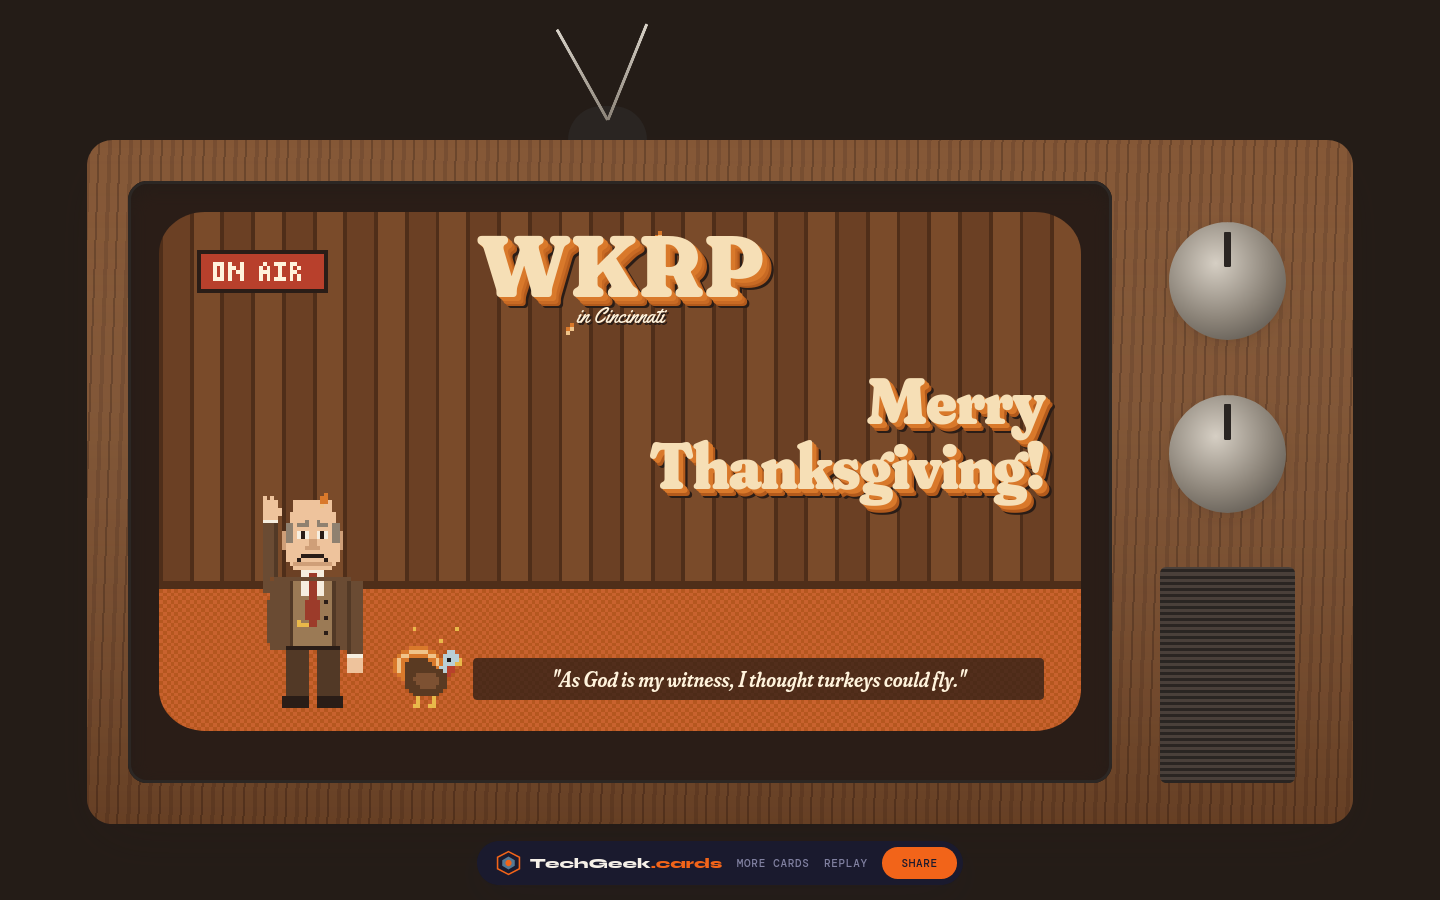 ON AIR
WKRP
in Cincinnati
Merry
Thanksgiving!
"As God is my witness, I thought turkeys could fly."
TechGeek.cards MORE CARDS REPLAY SHARE